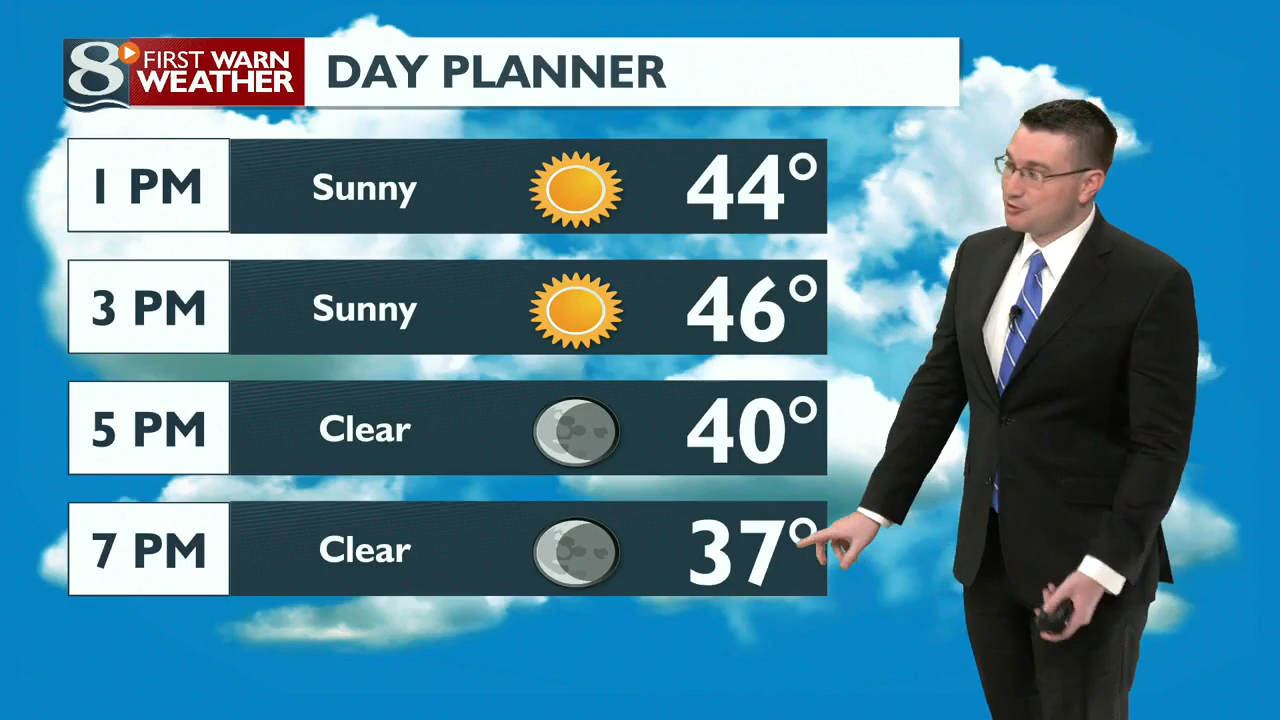 8 FIRST WARN
WEATHER
DAY PLANNER
1 PM Sunny 44°
3 PM Sunny 46°
5 PM Clear 40°
7 PM Clear 37°